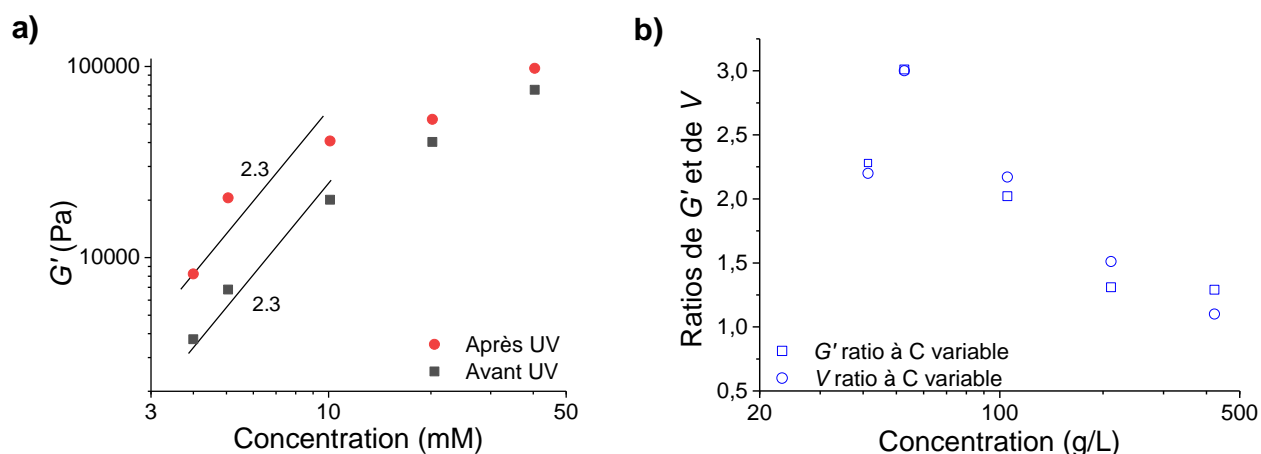 a)
100000
10000
G' (Pa)
2.3
2.3
Après UV
Avant UV
3
10
50
Concentration (mM)
b)
3,0
2,5
2,0
1,5
1,0
0,5
Ratios de G' et de V
G' ratio à C variable
V ratio à C variable
20
100
500
Concentration (g/L)